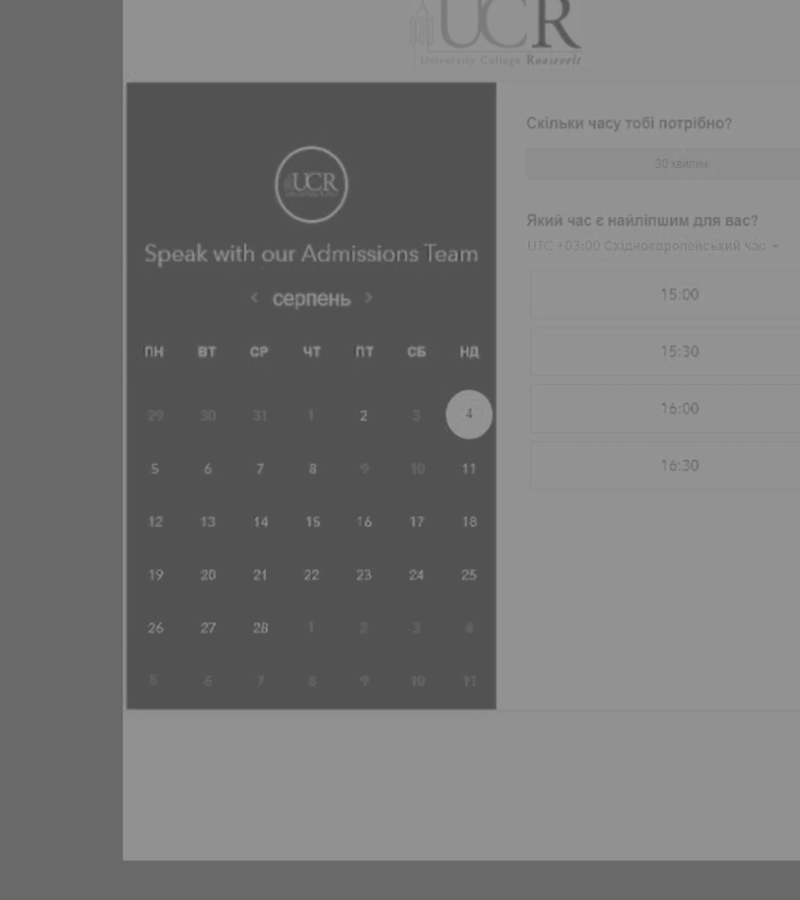 UCR
University College Roosevelt
UCR
Speak with our Admissions Team
‹ серпень ›
ПН ВТ СР ЧТ ПТ СБ НД
29 30 31 1 2 3 4
5 6 7 8 9 10 11
12 13 14 15 16 17 18
19 20 21 22 23 24 25
26 27 28 1 2 3 4
5 6 7 8 9 10 11
Скільки часу тобі потрібно?
30 хвилин
Який час є найліпшим для вас?
UTC +03:00 Східноєвропейський час
15:00
15:30
16:00
16:30